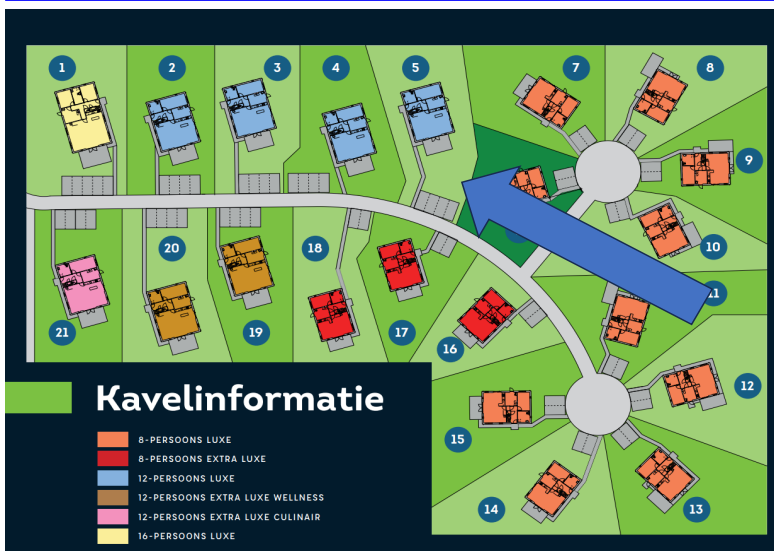 1
2
3
4
5
7
8
9
10
12
13
14
15
16
17
18
19
20
21
Kavelinformatie
8-PERSOONS LUXE
8-PERSOONS EXTRA LUXE
12-PERSOONS LUXE
12-PERSOONS EXTRA LUXE WELLNESS
12-PERSOONS EXTRA LUXE CULINAIR
16-PERSOONS LUXE